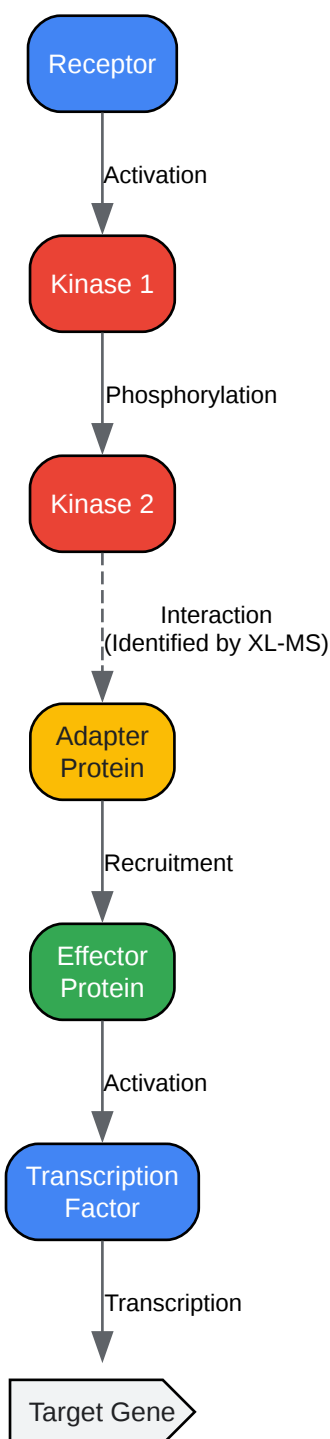 Receptor
Activation
Kinase 1
Phosphorylation
Kinase 2
Interaction
(Identified by XL-MS)
Adapter
Protein
Recruitment
Effector
Protein
Activation
Transcription
Factor
Transcription
Target Gene